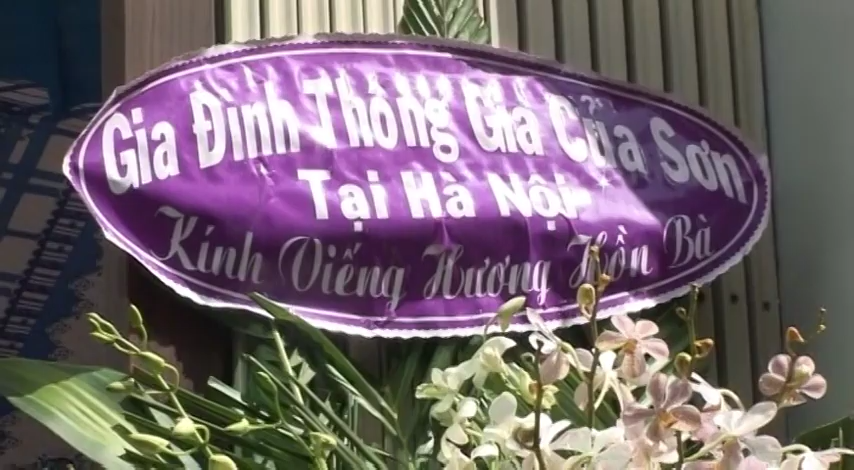 Gia Đình Thông Gia Của Sơn
Tại Hà Nội
Kính Viếng Hương Hồn Bà